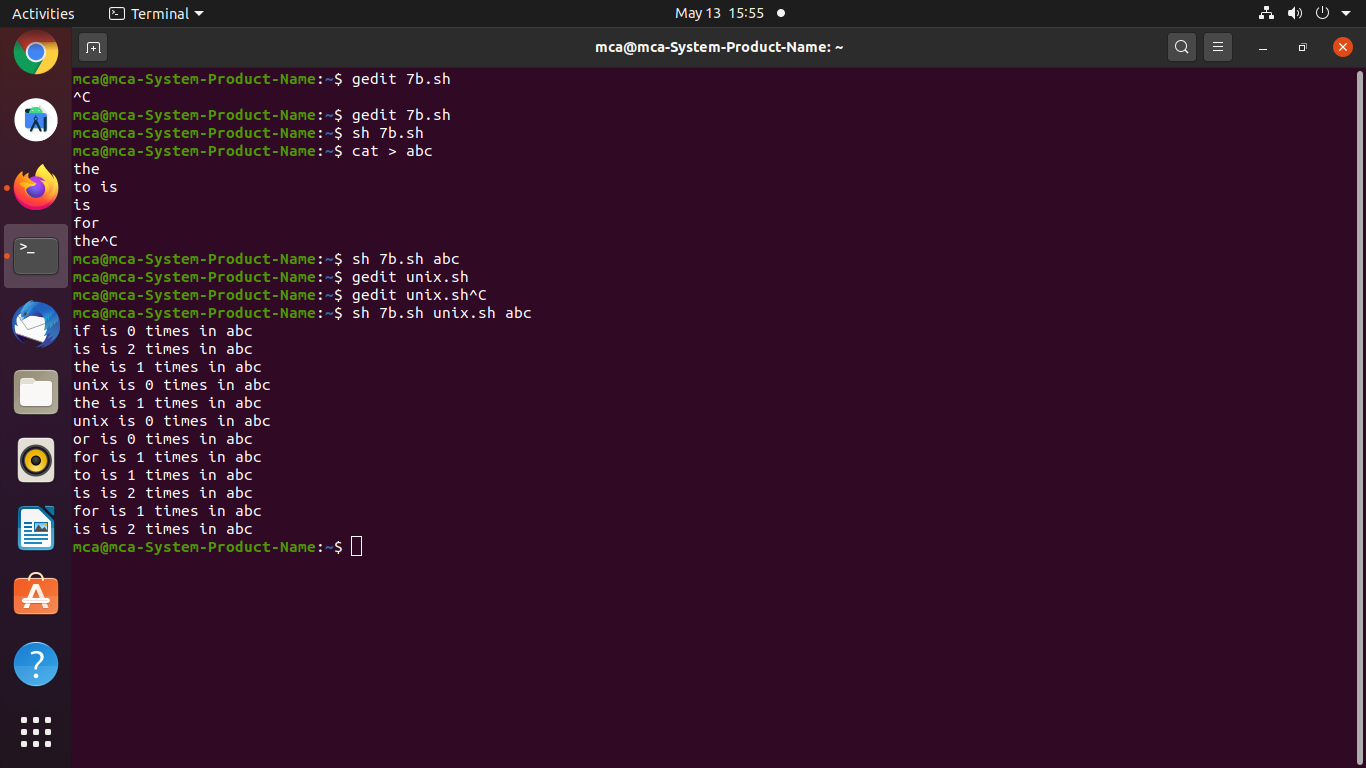 Activities Terminal May 13 15:55
mca@mca-System-Product-Name: ~
mca@mca-System-Product-Name:~$ gedit 7b.sh
^C
mca@mca-System-Product-Name:~$ gedit 7b.sh
mca@mca-System-Product-Name:~$ sh 7b.sh
mca@mca-System-Product-Name:~$ cat > abc
the
to is
is
for
the^C
mca@mca-System-Product-Name:~$ sh 7b.sh abc
mca@mca-System-Product-Name:~$ gedit unix.sh
mca@mca-System-Product-Name:~$ gedit unix.sh^C
mca@mca-System-Product-Name:~$ sh 7b.sh unix.sh abc
if is 0 times in abc
is is 2 times in abc
the is 1 times in abc
unix is 0 times in abc
the is 1 times in abc
unix is 0 times in abc
or is 0 times in abc
for is 1 times in abc
to is 1 times in abc
is is 2 times in abc
for is 1 times in abc
is is 2 times in abc
mca@mca-System-Product-Name:~$